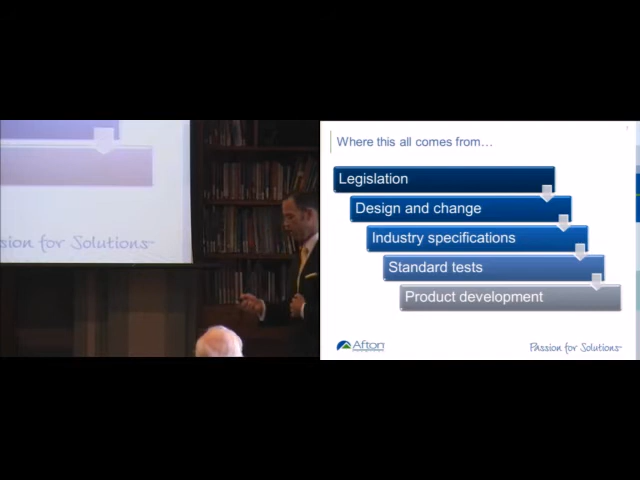 sion for Solutions
Where this all comes from...
Legislation
Design and change
Industry specifications
Standard tests
Product development
Afton
Passion for Solutions